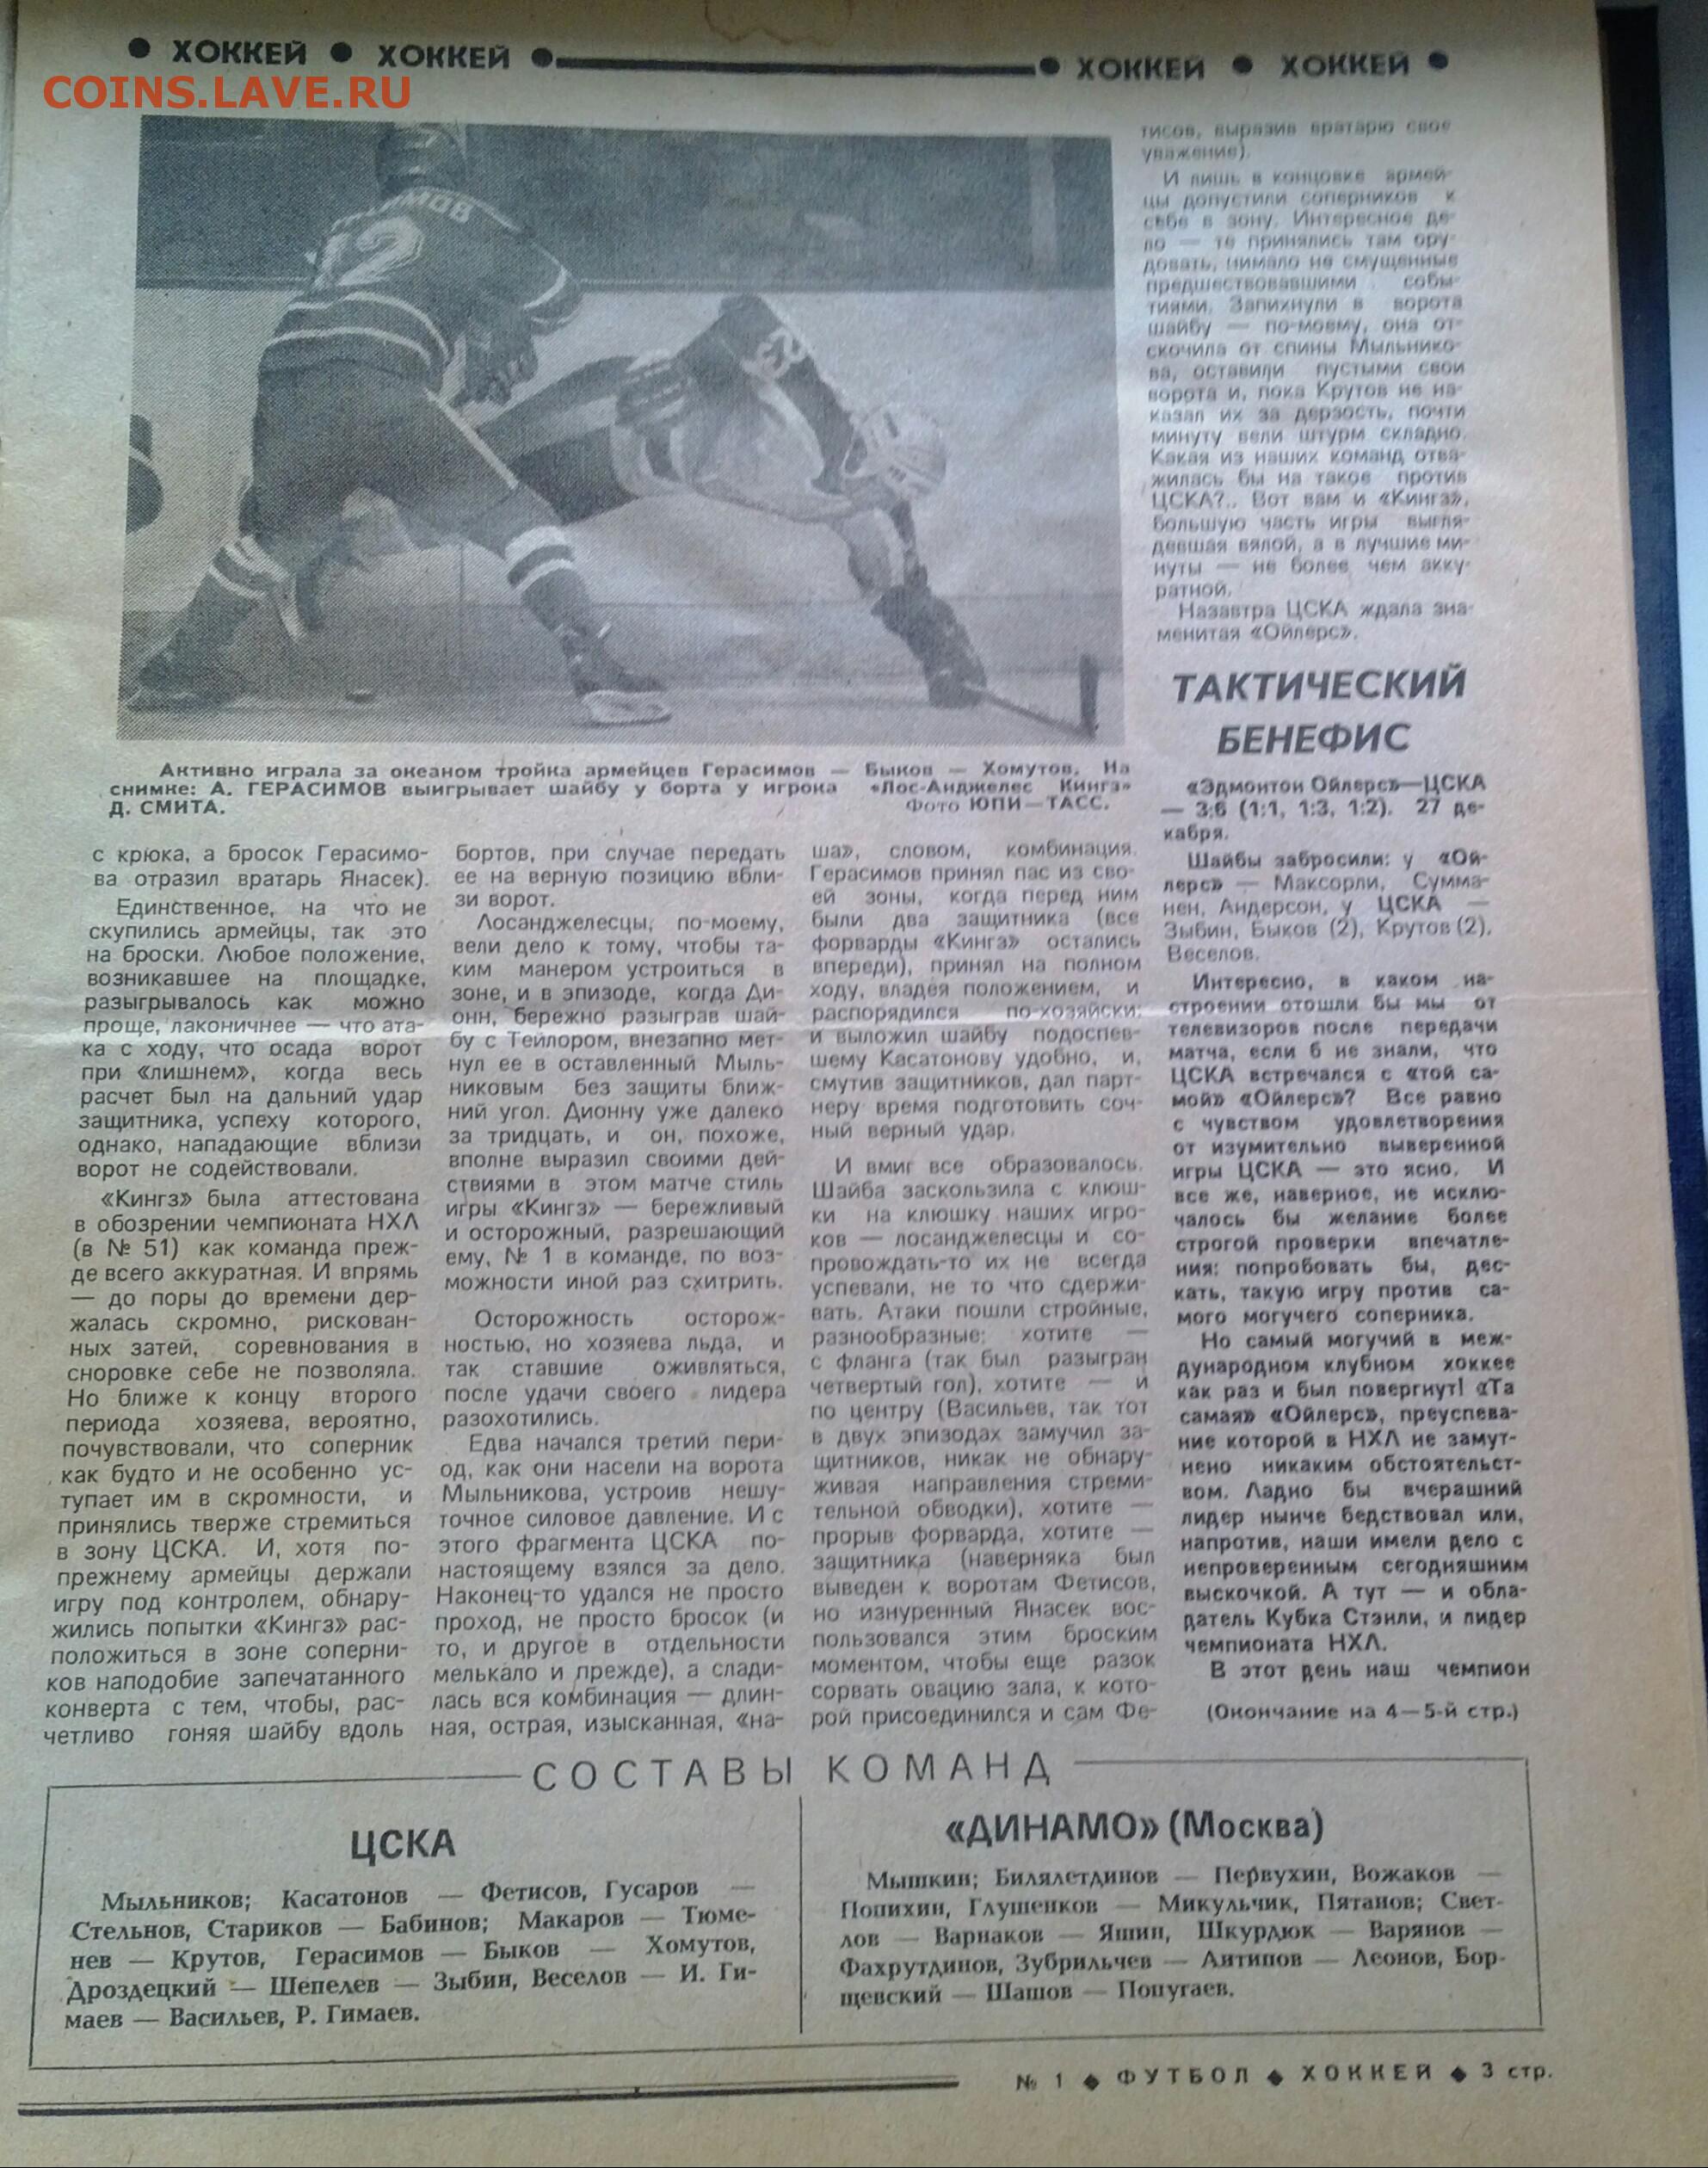 ● ХОККЕЙ ● ХОККЕЙ ●
● ХОККЕЙ ● ХОККЕЙ ●
COINS.LAVE.RU
ИМОВ
12
23
Активно играла за океаном тройка армейцев Герасимов — Быков — Хомутов. На
снимке: А. ГЕРАСИМОВ выигрывает шайбу у борта у игрока «Лос-Анджелес Кингз»
Д. СМИТА. Фото ЮПИ—ТАСС.
с крюка, а бросок Герасимо-
ва отразил вратарь Янасек).
Единственное, на что не
скупились армейцы, так это
на броски. Любое положение,
возникавшее на площадке,
разыгрывалось как можно
проще, лаконичнее — что ата-
ка с ходу, что осада ворот
при «лишнем», когда весь
расчет был на дальний удар
защитника, успеху которого,
однако, нападающие вблизи
ворот не содействовали.
«Кингз» была аттестована
в обозрении чемпионата НХЛ
(в № 51) как команда преж-
де всего аккуратная. И впрямь
— до поры до времени дер-
жалась скромно, рискован-
ных затей, соревнования в
сноровке себе не позволяла.
Но ближе к концу второго
периода хозяева, вероятно,
почувствовали, что соперник
как будто и не особенно ус-
тупает им в скромности, и
принялись тверже стремиться
в зону ЦСКА. И, хотя по-
прежнему армейцы держали
игру под контролем, обнару-
жились попытки «Кингз» рас-
положиться в зоне соперни-
ков наподобие запечатанного
конверта с тем, чтобы, рас-
четливо гоняя шайбу вдоль
бортов, при случае передать
ее на верную позицию вбли-
зи ворот.
Лосанджелесцы, по-моему,
вели дело к тому, чтобы та-
ким манером устроиться в
зоне, и в эпизоде, когда Ди-
онн, бережно разыграв шай-
бу с Тейлором, внезапно мет-
нул ее в оставленный Мыль-
никовым без защиты ближ-
ний угол. Дионну уже далеко
за тридцать, и он, похоже,
вполне выразил своими дей-
ствиями в этом матче стиль
игры «Кингз» — бережливый
и осторожный, разрешающий
ему, № 1 в команде, по воз-
можности иной раз схитрить.
Осторожность осторож-
ностью, но хозяева льда, и
так ставшие оживляться,
после удачи своего лидера
разохотились.
Едва начался третий пери-
од, как они насели на ворота
Мыльникова, устроив нешу-
точное силовое давление. И с
этого фрагмента ЦСКА по-
настоящему взялся за дело.
Наконец-то удался не просто
проход, не просто бросок (и
то, и другое в отдельности
мелькало и прежде), а слади-
лась вся комбинация — длин-
ная, острая, изысканная, «на-
ша», словом, комбинация.
Герасимов принял пас из сво-
ей зоны, когда перед ним
были два защитника (все
форварды «Кингз» остались
впереди), принял на полном
ходу, владея положением, и
распорядился по-хозяйски:
и выложил шайбу подоспев-
шему Касатонову удобно, и,
смутив защитников, дал парт-
неру время подготовить соч-
ный верный удар.
И вмиг все образовалось.
Шайба заскользила с клюш-
ки на клюшку наших игро-
ков — лосанджелесцы и со-
провождать-то их не всегда
успевали, не то что сдержи-
вать. Атаки пошли стройные,
разнообразные: хотите —
с фланга (так был разыгран
четвертый гол), хотите — и
по центру (Васильев, так тот
в двух эпизодах замучил за-
щитников, никак не обнару-
живая направления стреми-
тельной обводки), хотите —
прорыв форварда, хотите —
защитника (наверняка был
выведен к воротам Фетисов,
но изнуренный Янасек вос-
пользовался этим броским
моментом, чтобы еще разок
сорвать овацию зала, к кото-
рой присоединился и сам Фе-
тисов, выразив вратарю свое
уважение).
И лишь в концовке армей-
цы допустили соперников к
себе в зону. Интересное де-
ло — те принялись там ору-
довать, нимало не смущенные
предшествовавшими собы-
тиями. Запихнули в ворота
шайбу — по-моему, она от-
скочила от спины Мыльнико-
ва, оставили пустыми свои
ворота и, пока Крутов не на-
казал их за дерзость, почти
минуту вели штурм складно.
Какая из наших команд отва-
жилась бы на такое против
ЦСКА?.. Вот вам и «Кингз»,
большую часть игры выгля-
девшая вялой, а в лучшие ми-
нуты — не более чем акку-
ратной.
Назавтра ЦСКА ждала зна-
менитая «Ойлерс».
ТАКТИЧЕСКИЙ
БЕНЕФИС
«Эдмонтон Ойлерс»—ЦСКА
— 3:6 (1:1, 1:3, 1:2). 27 де-
кабря.
Шайбы забросили: у «Ой-
лерс» — Максорли, Сумма-
нен, Андерсон, у ЦСКА —
Зыбин, Быков (2), Крутов (2),
Веселов.
Интересно, в каком на-
строении отошли бы мы от
телевизоров после передачи
матча, если б не знали, что
ЦСКА встречался с «той са-
мой» «Ойлерс»? Все равно
с чувством удовлетворения
от изумительно выверенной
игры ЦСКА — это ясно. И
все же, наверное, не исклю-
чалось бы желание более
строгой проверки впечатле-
ния: попробовать бы, дес-
кать, такую игру против са-
мого могучего соперника.
Но самый могучий в меж-
дународном клубном хоккее
как раз и был повергнут! «Та
самая» «Ойлерс», преуспева-
ние которой в НХЛ не замут-
нено никаким обстоятельст-
вом. Ладно бы вчерашний
лидер нынче бедствовал или,
напротив, наши имели дело с
непроверенным сегодняшним
выскочкой. А тут — и обла-
датель Кубка Стэнли, и лидер
чемпионата НХЛ.
В этот день наш чемпион
(Окончание на 4—5-й стр.)
СОСТАВЫ КОМАНД
ЦСКА
Мыльников; Касатонов — Фетисов, Гусаров —
Стельнов, Стариков — Бабинов; Макаров — Тюме-
нев — Крутов, Герасимов — Быков — Хомутов,
Дроздецкий — Шепелев — Зыбин, Веселов — И. Ги-
маев — Васильев, Р. Гимаев.
«ДИНАМО» (Москва)
Мышкин; Билялетдинов — Первухин, Вожаков —
Попихин, Глушенков — Микульчик, Пятанов; Свет-
лов — Варнаков — Яшин, Шкурдюк — Варянов —
Фахрутдинов, Зубрильчев — Антипов — Леонов, Бор-
щевский — Шашов — Попугаев.
№ 1 ◆ ФУТБОЛ ◆ ХОККЕЙ ◆ 3 стр.